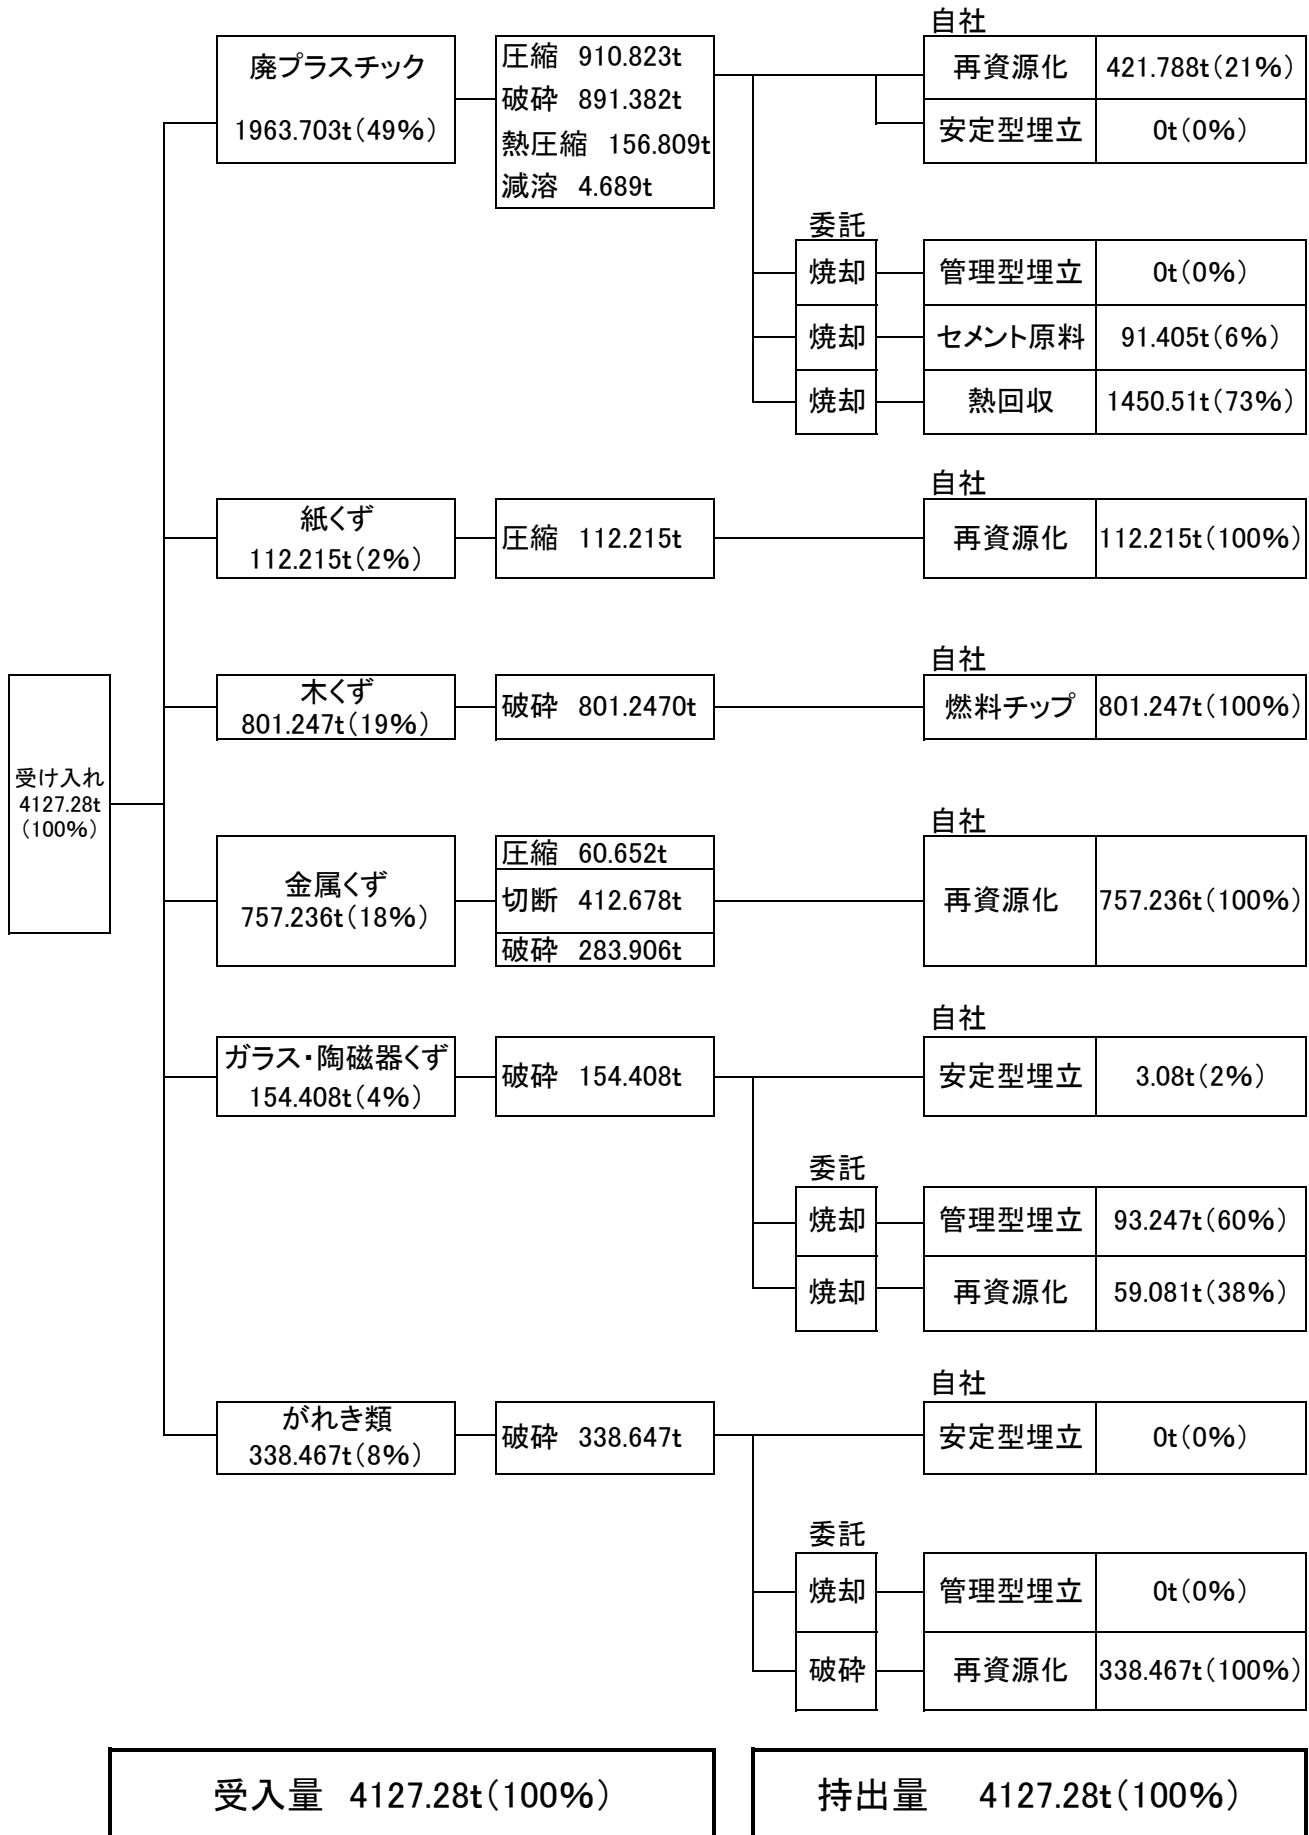 自社
廃プラスチック
1963.703t(49%)
圧縮 910.823t
破砕 891.382t
熱圧縮 156.809t
減溶 4.689t
再資源化 421.788t(21%)
安定型埋立 0t(0%)
委託
焼却 管理型埋立 0t(0%)
焼却 セメント原料 91.405t(6%)
焼却 熱回収 1450.51t(73%)
自社
紙くず
112.215t(2%)
圧縮 112.215t
再資源化 112.215t(100%)
自社
木くず
801.247t(19%)
破砕 801.2470t
燃料チップ 801.247t(100%)
受け入れ
4127.28t
(100%)
自社
金属くず
757.236t(18%)
圧縮 60.652t
切断 412.678t
破砕 283.906t
再資源化 757.236t(100%)
自社
ガラス・陶磁器くず
154.408t(4%)
破砕 154.408t
安定型埋立 3.08t(2%)
委託
焼却 管理型埋立 93.247t(60%)
焼却 再資源化 59.081t(38%)
自社
がれき類
338.467t(8%)
破砕 338.647t
安定型埋立 0t(0%)
委託
焼却 管理型埋立 0t(0%)
破砕 再資源化 338.467t(100%)
受入量 4127.28t(100%)
持出量 4127.28t(100%)